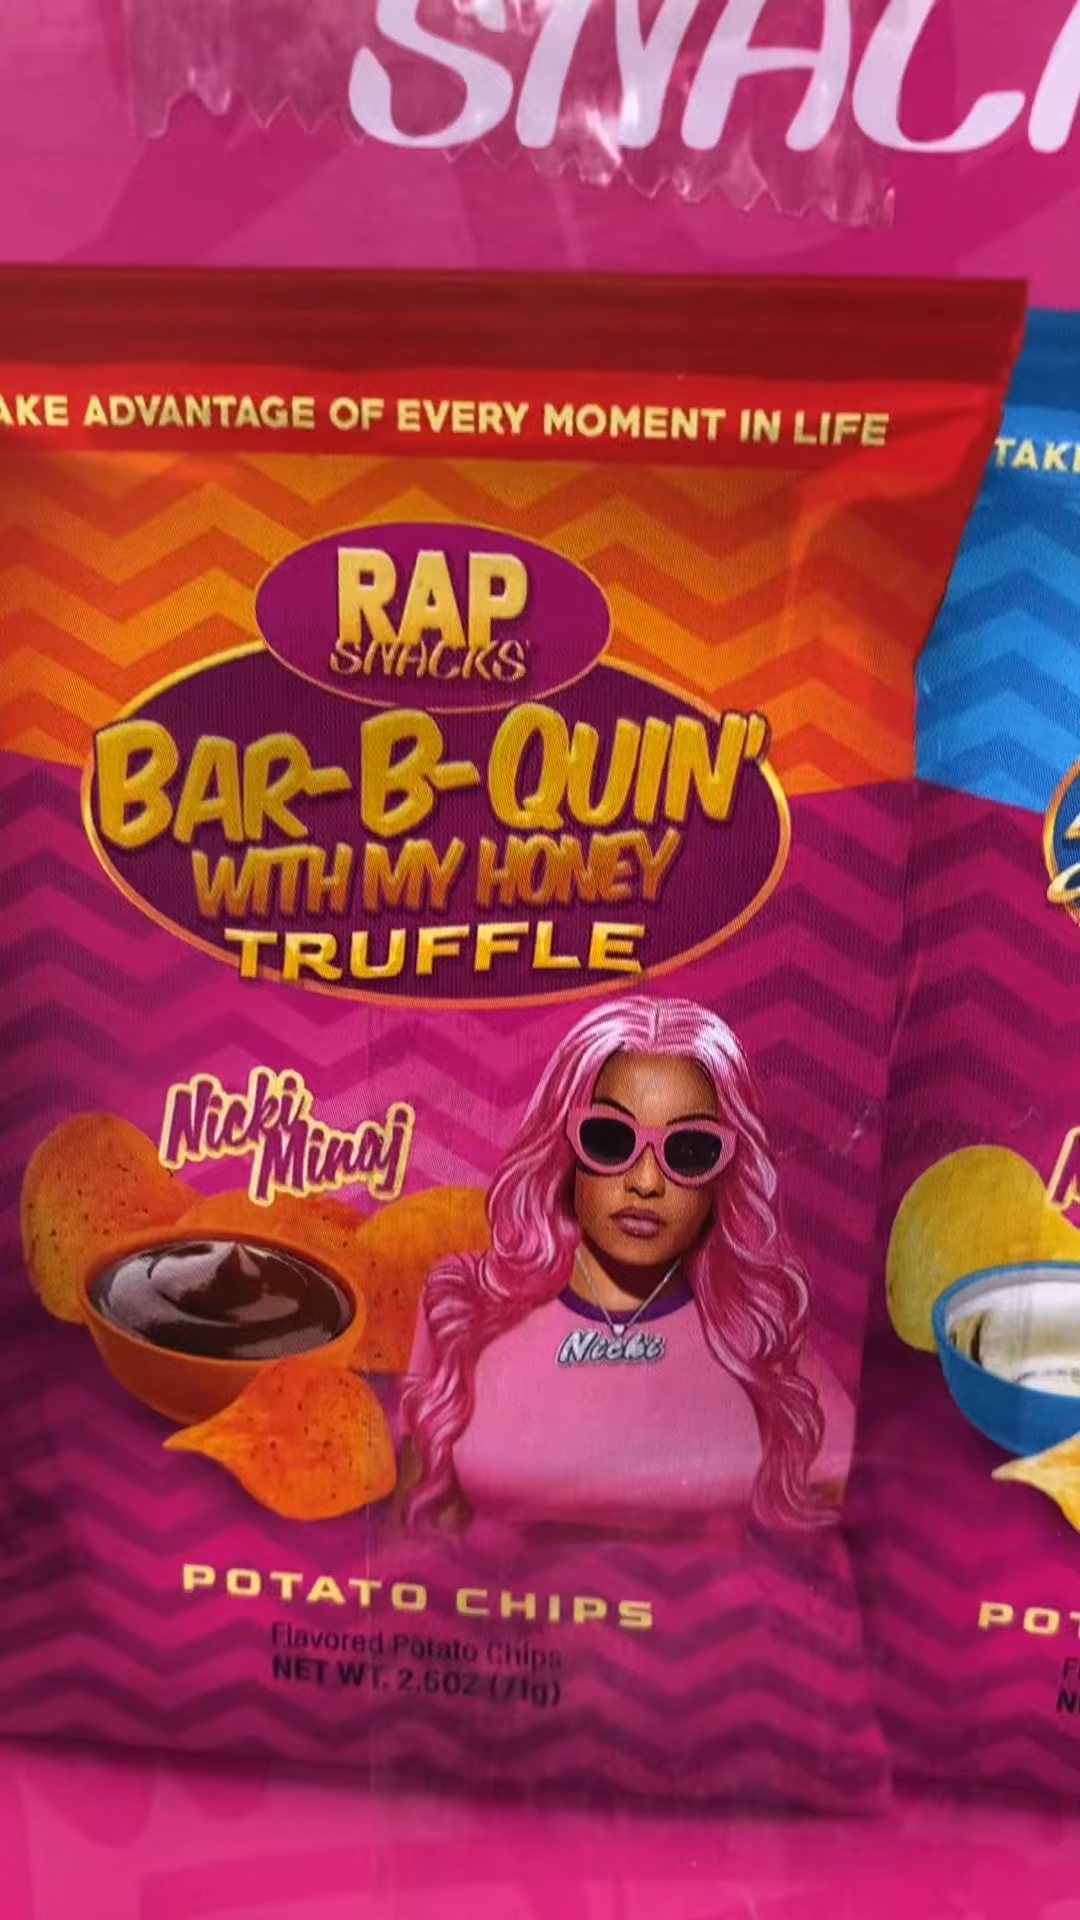 SNAC
AKE ADVANTAGE OF EVERY MOMENT IN LIFE
TAKE
RAP
SNACKS
BAR-B-QUIN'
WITH MY HONEY
TRUFFLE
Nicki
Minaj
Nicki
POTATO CHIPS
POT
Flavored Potato Chips
NET WT. 2.5OZ (71g)